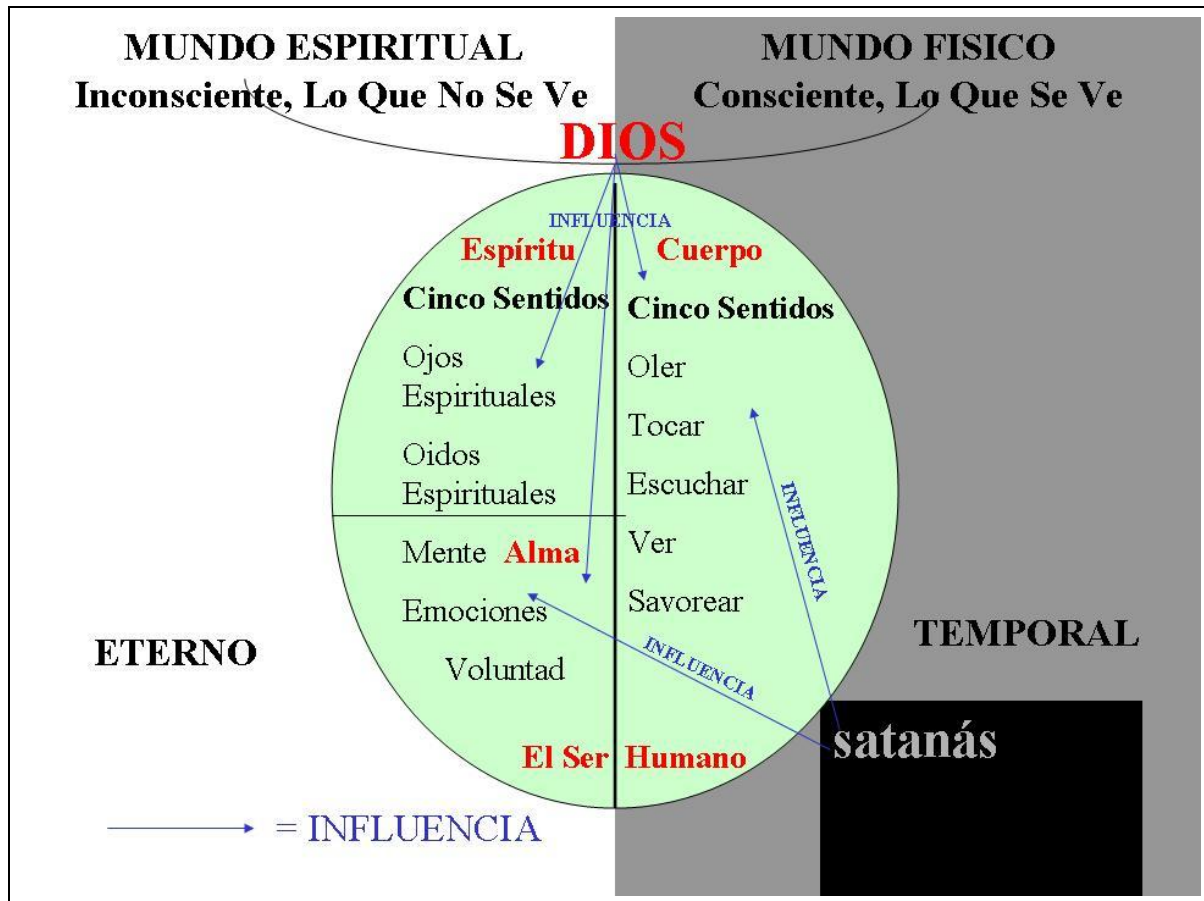 MUNDO ESPIRITUAL
Inconsciente, Lo Que No Se Ve
MUNDO FISICO
Consciente, Lo Que Se Ve
DIOS
INFLUENCIA
Espíritu
Cinco Sentidos
Ojos
Espirituales
Oidos
Espirituales
Mente Alma
Emociones
Voluntad
Cuerpo
Cinco Sentidos
Oler
Tocar
Escuchar
Ver
Savorear
INFLUENCIA
INFLUENCIA
ETERNO
TEMPORAL
satanás
El Ser Humano
= INFLUENCIA